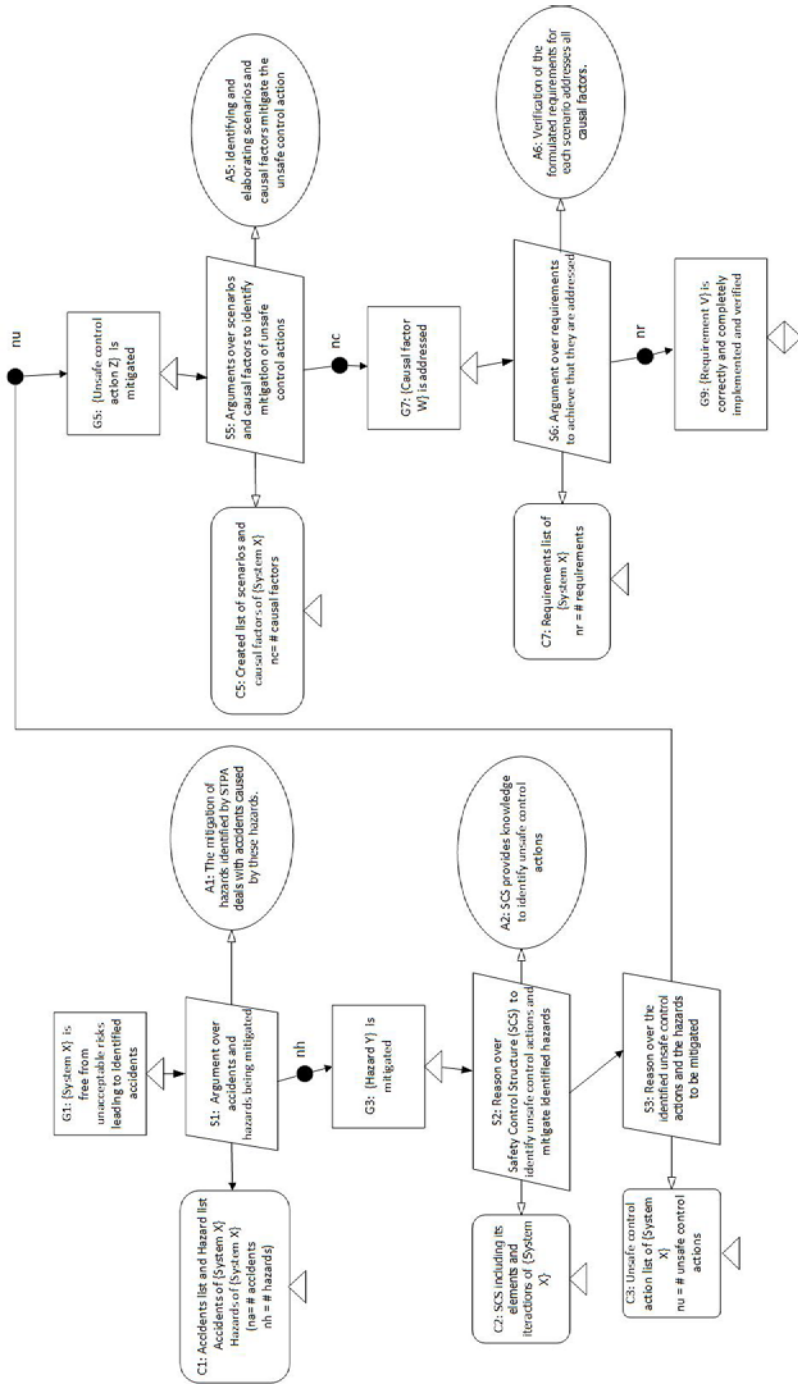 G1: {System X} is
free from
unacceptable risks
leading to identified
accidents
C1: Accidents list and Hazard list
Accidents of {System X}
Hazards of {System X}
(na= # accidents
nh = # hazards)
S1: Argument over
accidents and
hazards being mitigated
A1: The mitigation of
hazards identified by STPA
deals with accidents caused
by these hazards.
nh
G3: {Hazard Y} is
mitigated
C2: SCS including its
elements and
iteractions of {System
X}
S2: Reason over
Safety Control Structure (SCS) to
identify unsafe control actions and
mitigate identified hazards
A2: SCS provides knowledge
to identify unsafe control
actions
C3: Unsafe control
action list of {System
X}
nu = # unsafe control
actions
S3: Reason over the
identified unsafe control
actions and the hazards
to be mitigated
nu
G5: {Unsafe control
action Z} is
mitigated
C5: Created list of scenarios and
causal factors of {System X}
nc= # causal factors
S5: Arguments over scenarios
and causal factors to identify
mitigation of unsafe
control actions
A5: Identifying and
elaborating scenarios and
causal factors mitigate the
unsafe control action
nc
G7: {Causal factor
W} is addressed
C7: Requirements list of
{System X}
nr = # requirements
S6: Argument over requirements
to achieve that they are addressed
A6: Verification of the
formulated requirements for
each scenario addresses all
causal factors.
nr
G9: {Requirement V} is
correctly and completely
implemented and verified